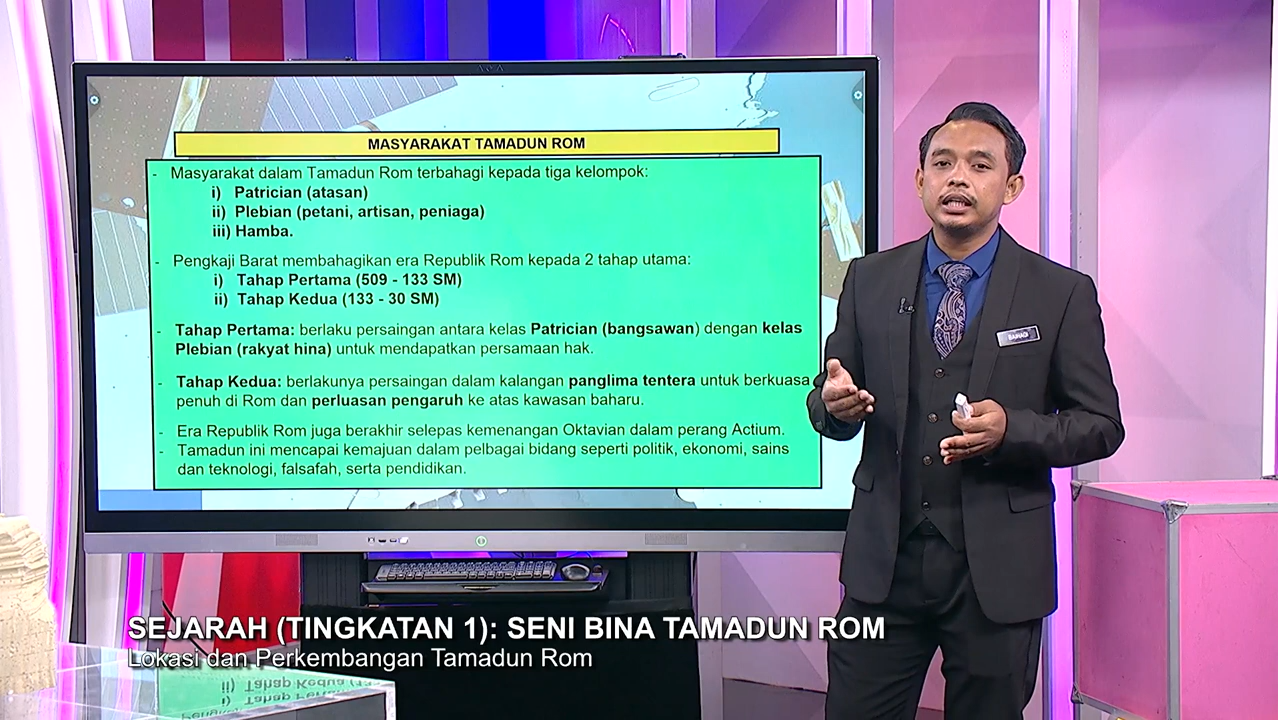 MASYARAKAT TAMADUN ROM
- Masyarakat dalam Tamadun Rom terbahagi kepada tiga kelompok:
i) Patrician (atasan)
ii) Plebian (petani, artisan, peniaga)
iii) Hamba.
- Pengkaji Barat membahagikan era Republik Rom kepada 2 tahap utama:
i) Tahap Pertama (509 - 133 SM)
ii) Tahap Kedua (133 - 30 SM)
- Tahap Pertama: berlaku persaingan antara kelas Patrician (bangsawan) dengan kelas
Plebian (rakyat hina) untuk mendapatkan persamaan hak.
- Tahap Kedua: berlakunya persaingan dalam kalangan panglima tentera untuk berkuasa
penuh di Rom dan perluasan pengaruh ke atas kawasan baharu.
- Era Republik Rom juga berakhir selepas kemenangan Oktavian dalam perang Actium.
- Tamadun ini mencapai kemajuan dalam pelbagai bidang seperti politik, ekonomi, sains
dan teknologi, falsafah, serta pendidikan.
SEJARAH (TINGKATAN 1): SENI BINA TAMADUN ROM
Lokasi dan Perkembangan Tamadun Rom